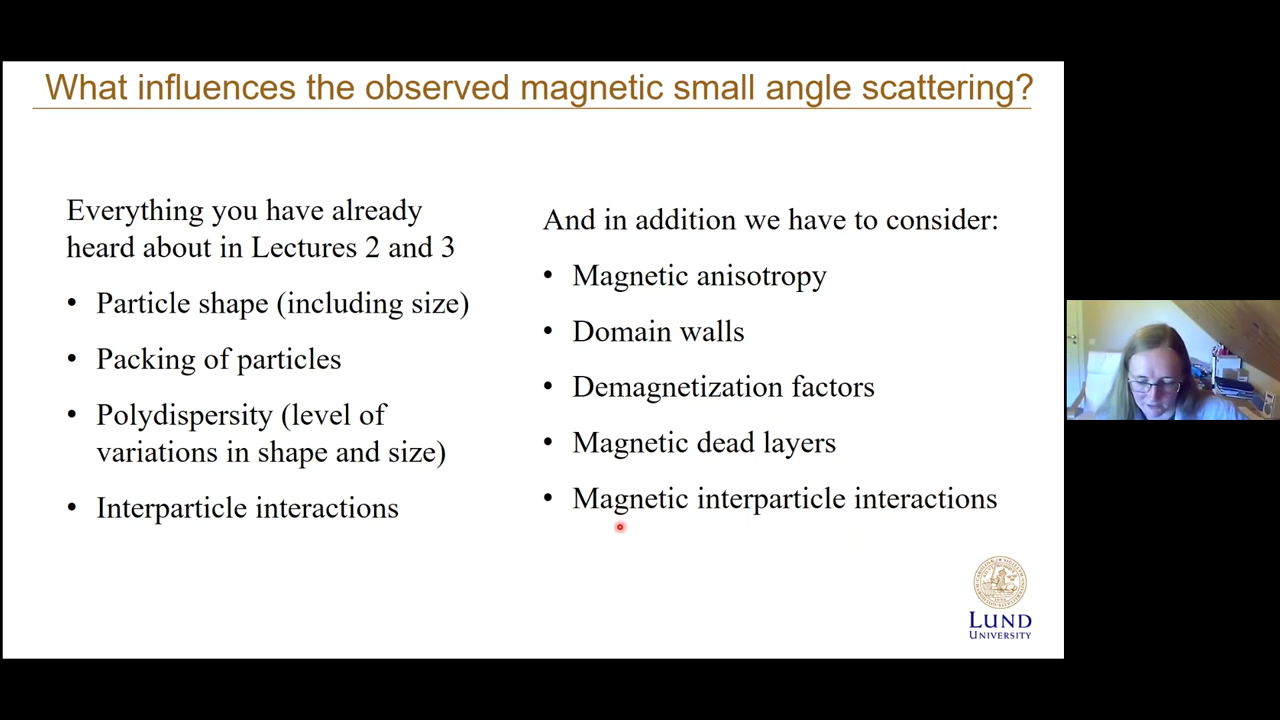 What influences the observed magnetic small angle scattering?
Everything you have already
heard about in Lectures 2 and 3
• Particle shape (including size)
• Packing of particles
• Polydispersity (level of
variations in shape and size)
• Interparticle interactions
And in addition we have to consider:
• Magnetic anisotropy
• Domain walls
• Demagnetization factors
• Magnetic dead layers
• Magnetic interparticle interactions
LUND
UNIVERSITY